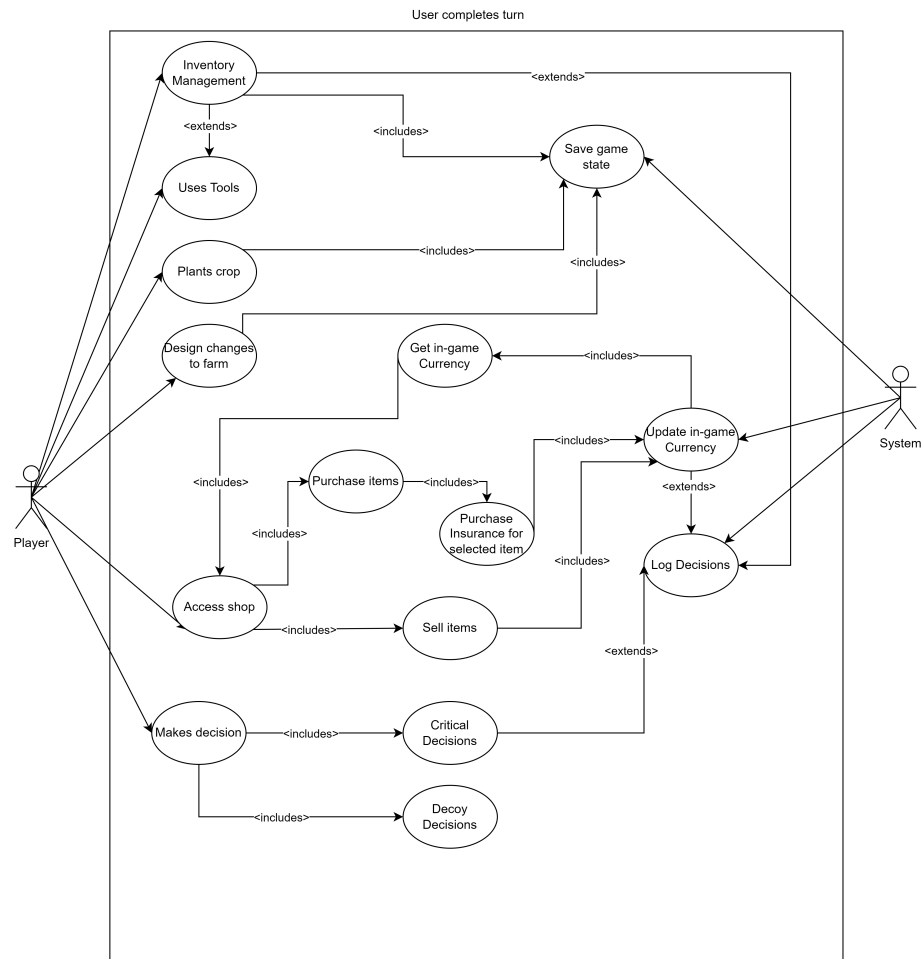 User completes turn
Inventory
Management
<extends>
<extends>
<includes>
Save game
state
Uses Tools
Plants crop
<includes>
<includes>
Design changes
to farm
Get in-game
Currency
<includes>
System
Update in-game
Currency
<includes>
Purchase items
<includes>
<includes>
<extends>
Player
Purchase
Insurance for
selected item
<includes>
<includes>
Log Decisions
Access shop
<includes>
Sell items
<extends>
Makes decision
<includes>
Critical
Decisions
<includes>
Decoy
Decisions